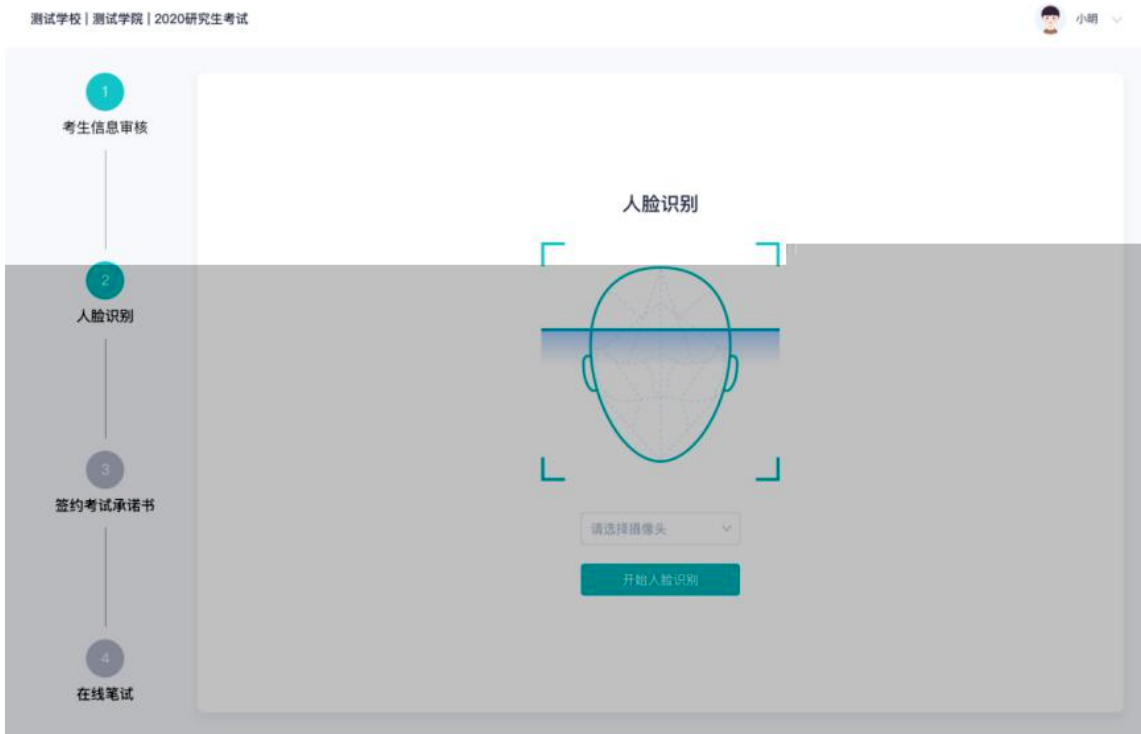 测试学校 | 测试学院 | 2020研究生考试
小明
1
考生信息审核
2
人脸识别
3
签约考试承诺书
4
在线笔试
人脸识别
请选择摄像头
开始人脸识别